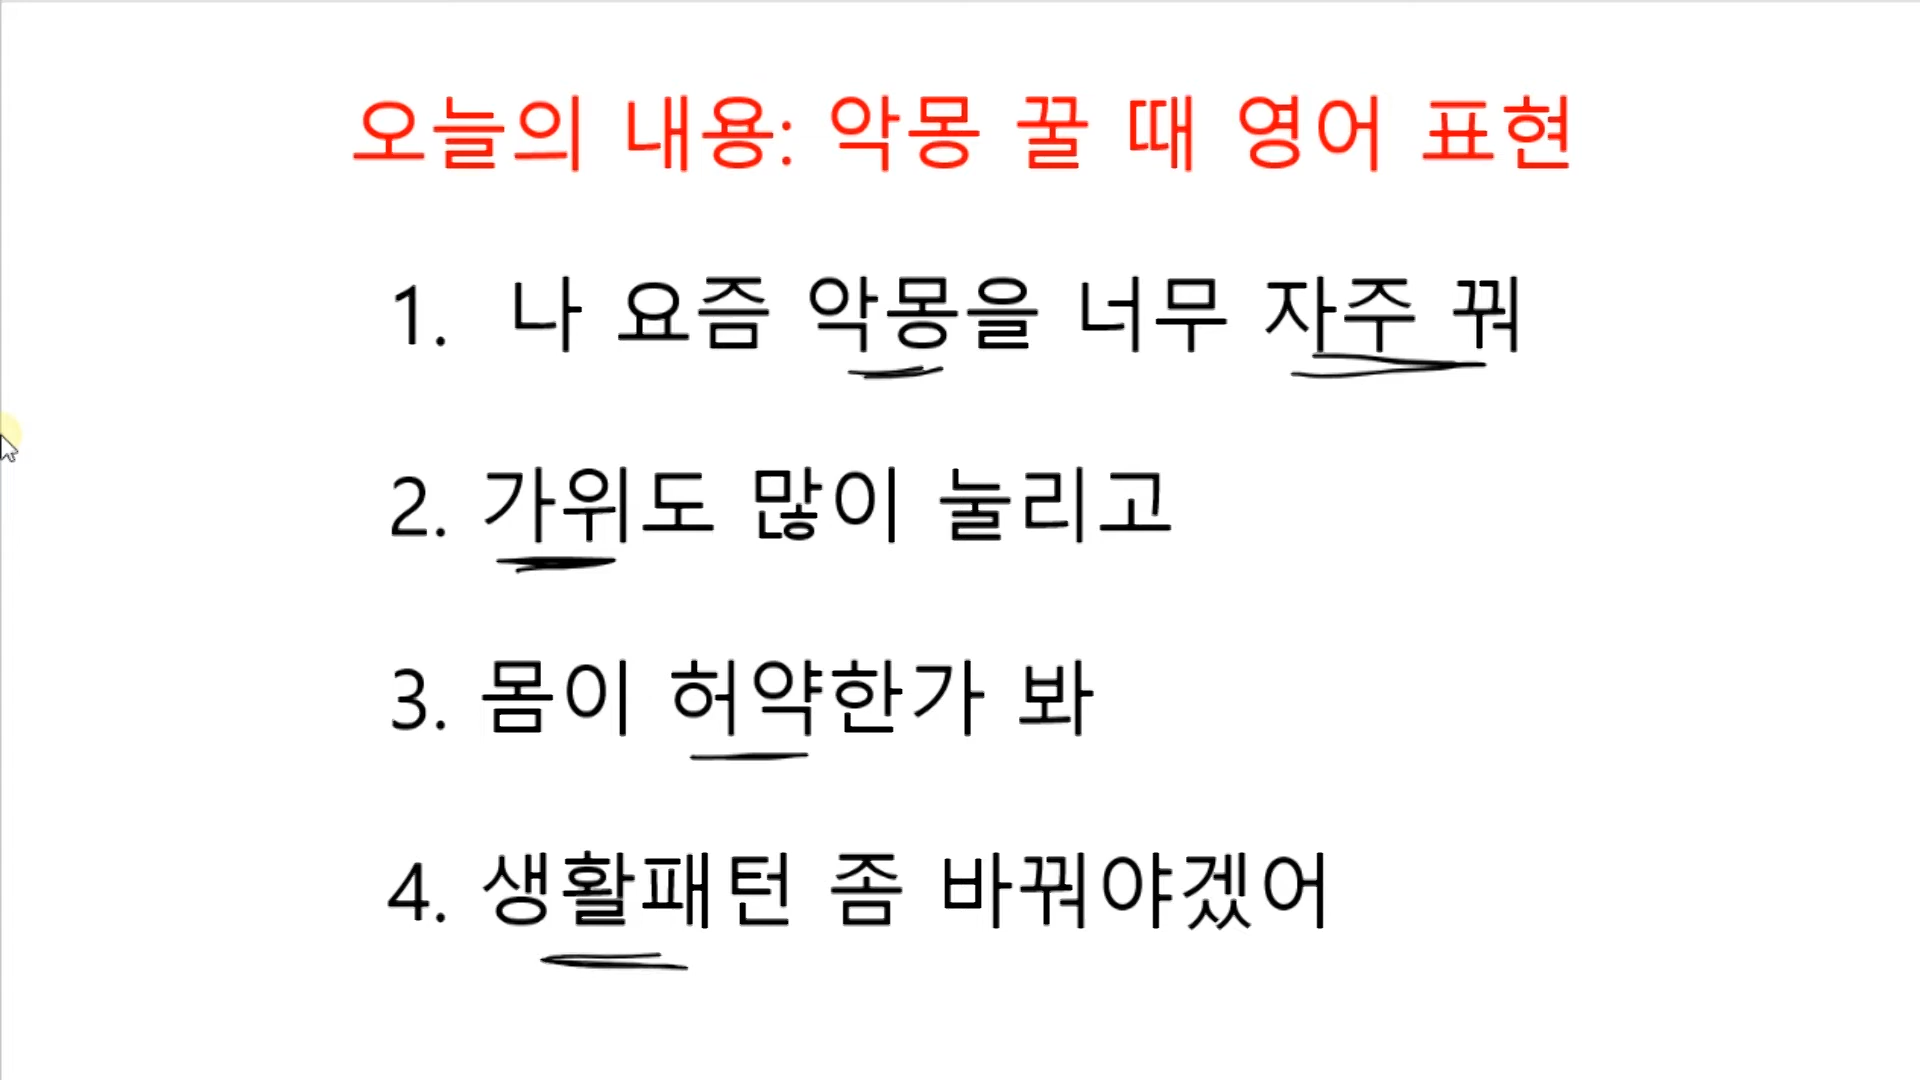 오늘의 내용: 악몽 꿀 때 영어 표현
1. 나 요즘 악몽을 너무 자주 꿔
2. 가위도 많이 눌리고
3. 몸이 허약한가 봐
4. 생활패턴 좀 바꿔야겠어